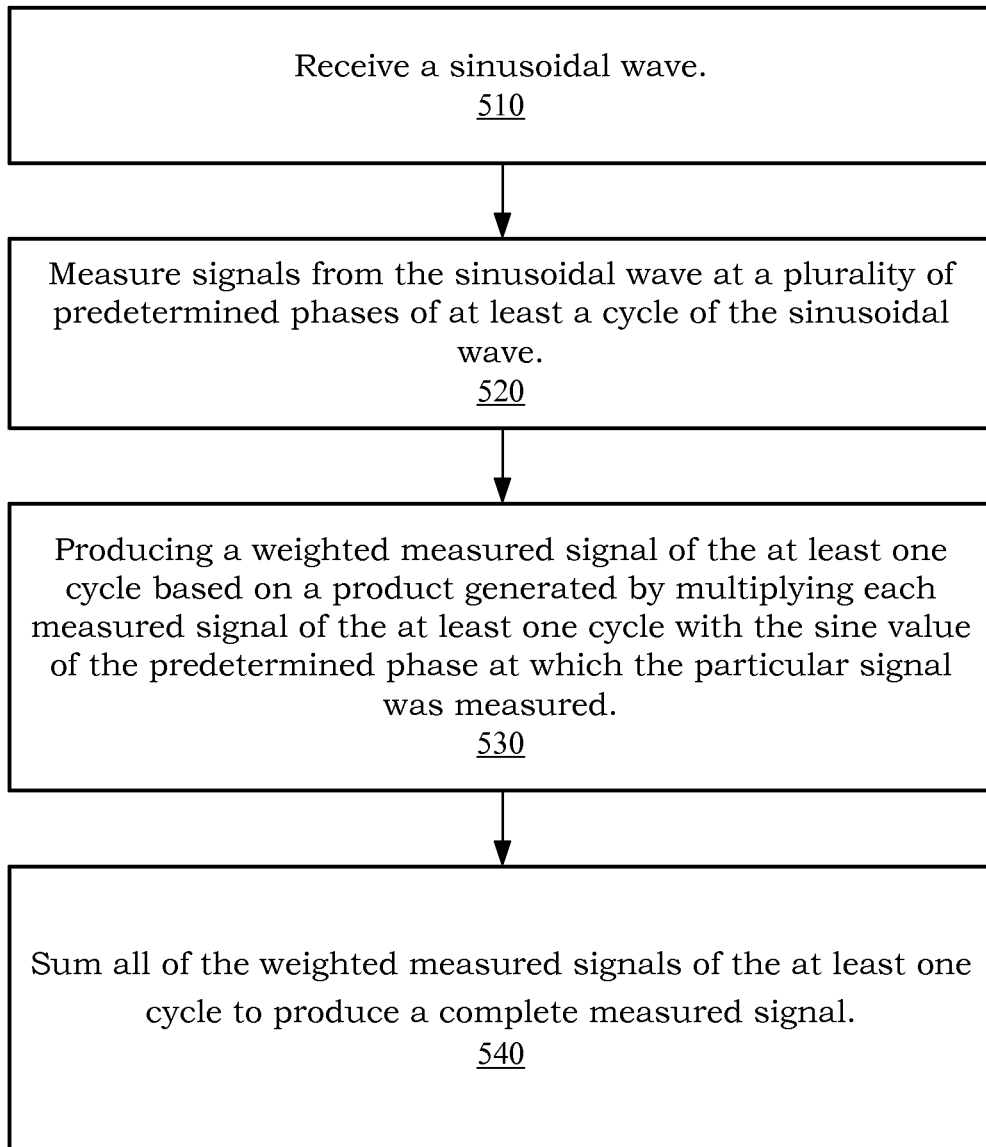 Receive a sinusoidal wave.
510
Measure signals from the sinusoidal wave at a plurality of
predetermined phases of at least a cycle of the sinusoidal
wave.
520
Producing a weighted measured signal of the at least one
cycle based on a product generated by multiplying each
measured signal of the at least one cycle with the sine value
of the predetermined phase at which the particular signal
was measured.
530
Sum all of the weighted measured signals of the at least one
cycle to produce a complete measured signal.
540